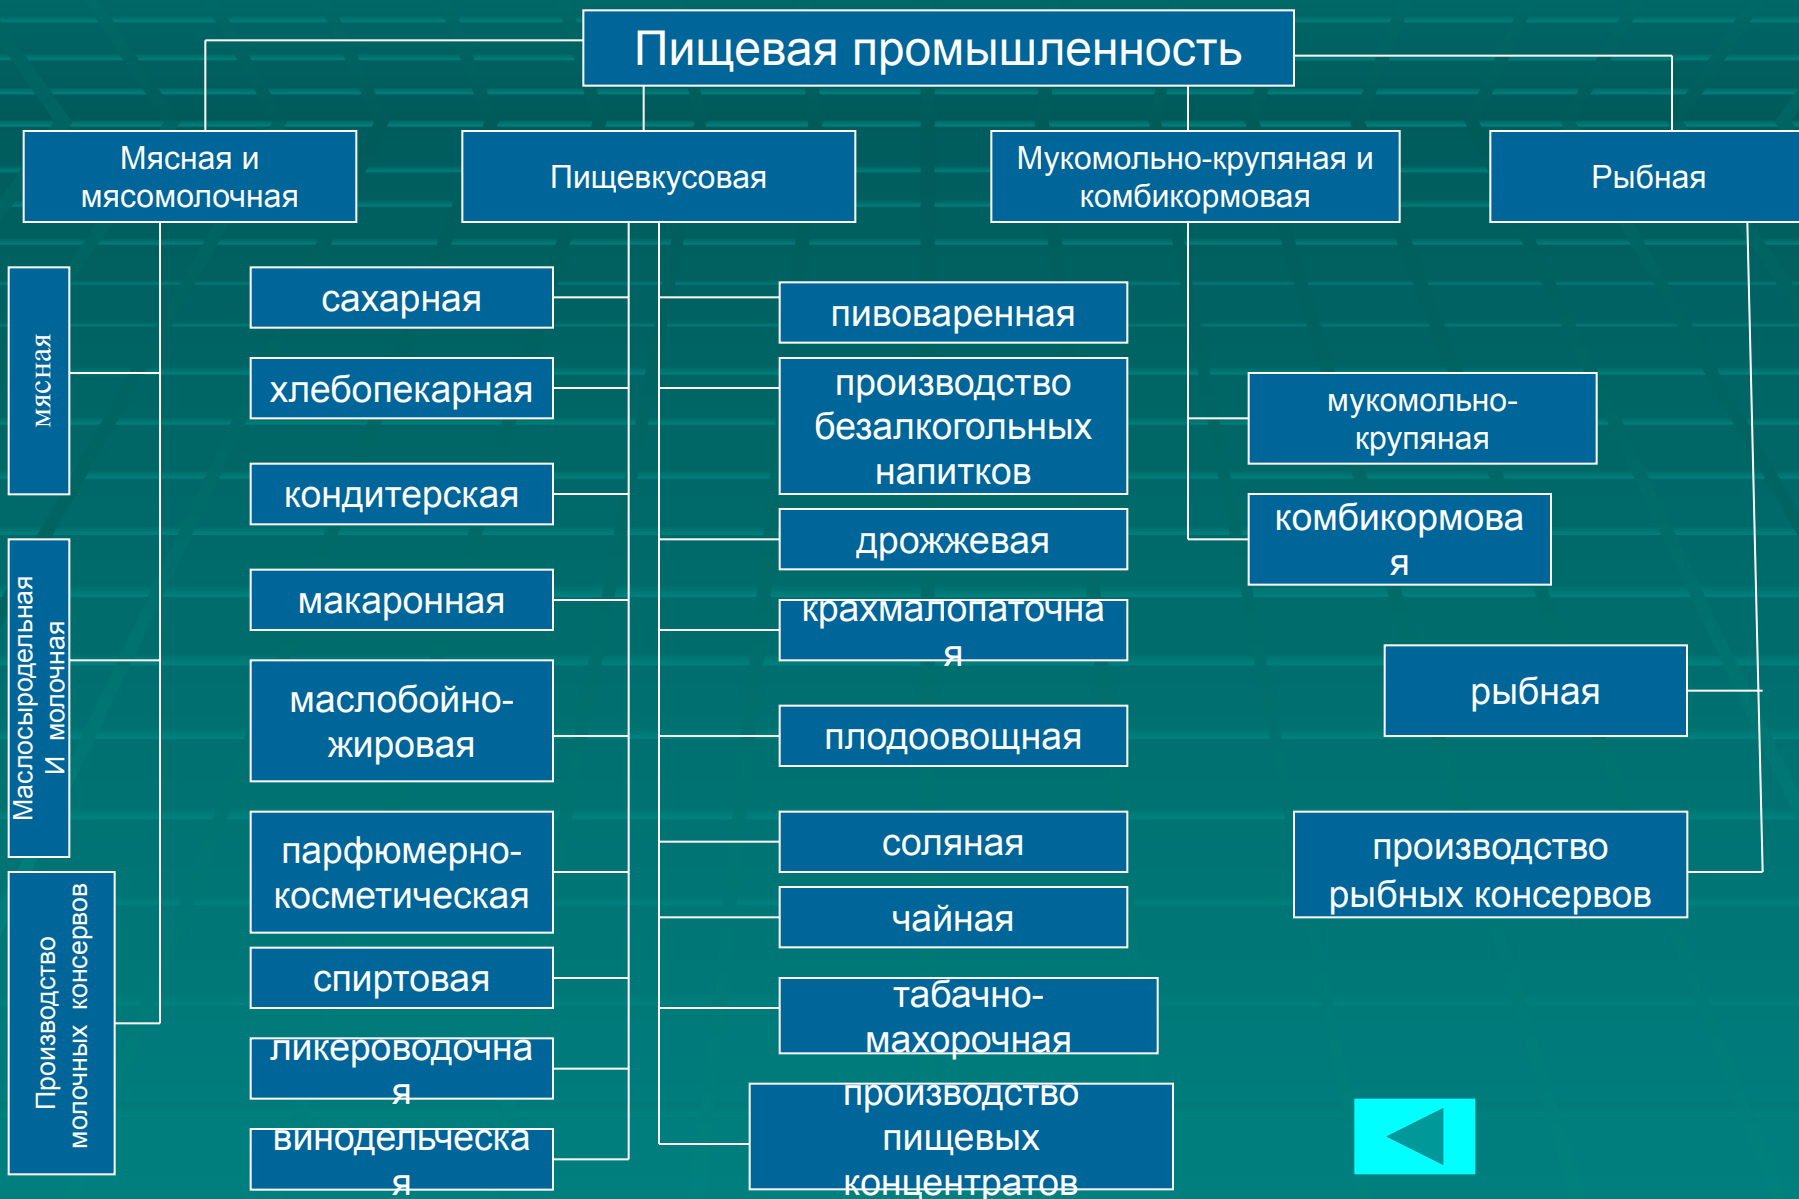 Пищевая промышленность
Мясная и
мясомолочная
Пищевкусовая
Мукомольно-крупяная и
комбикормовая
Рыбная
мясная
Маслосыродельная
И молочная
Производство
молочных консервов
сахарная
хлебопекарная
кондитерская
макаронная
маслобойно-
жировая
парфюмерно-
косметическая
спиртовая
ликероводочна
я
винодельческа
я
пивоваренная
производство
безалкогольных
напитков
дрожжевая
крахмалопаточна
я
плодоовощная
соляная
чайная
табачно-
махорочная
производство
пищевых
концентратов
мукомольно-
крупяная
комбикормова
я
рыбная
производство
рыбных консервов